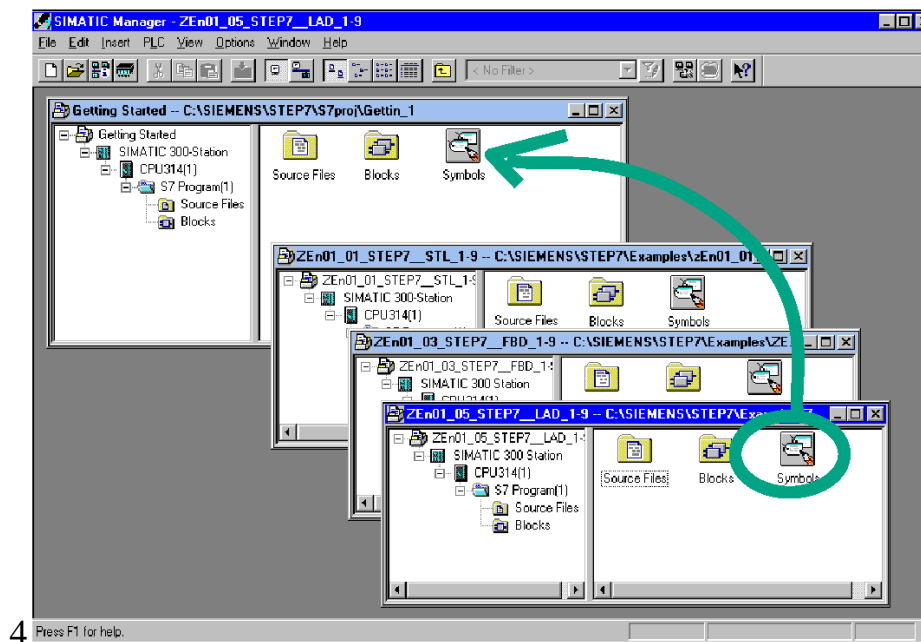 SIMATIC Manager - ZEn01_05_STEP7__LAD_1-9
File Edit Insert PLC View Options Window Help
< No Filter >
Getting Started -- C:\SIEMENS\STEP7\S7proj\Gettin_1
Getting Started
SIMATIC 300-Station
CPU314(1)
S7 Program(1)
Source Files
Blocks
Source Files Blocks Symbols
ZEn01_01_STEP7__STL_1-9 -- C:\SIEMENS\STEP7\Examples\zEn01_01
ZEn01_01_STEP7__STL_1-9
SIMATIC 300-Station
CPU314(1)
Source Files Blocks Symbols
ZEn01_03_STEP7__FBD_1-9 -- C:\SIEMENS\STEP7\Examples\ZE...
ZEn01_03_STEP7__FBD_1-9
SIMATIC 300 Station
CPU314(1)
ZEn01_05_STEP7__LAD_1-9 -- C:\SIEMENS\STEP7\Exa
ZEn01_05_STEP7__LAD_1-
SIMATIC 300 Station
CPU314(1)
S7 Program(1)
Source Files
Blocks
Source Files Blocks Symbols
4 Press F1 for help.